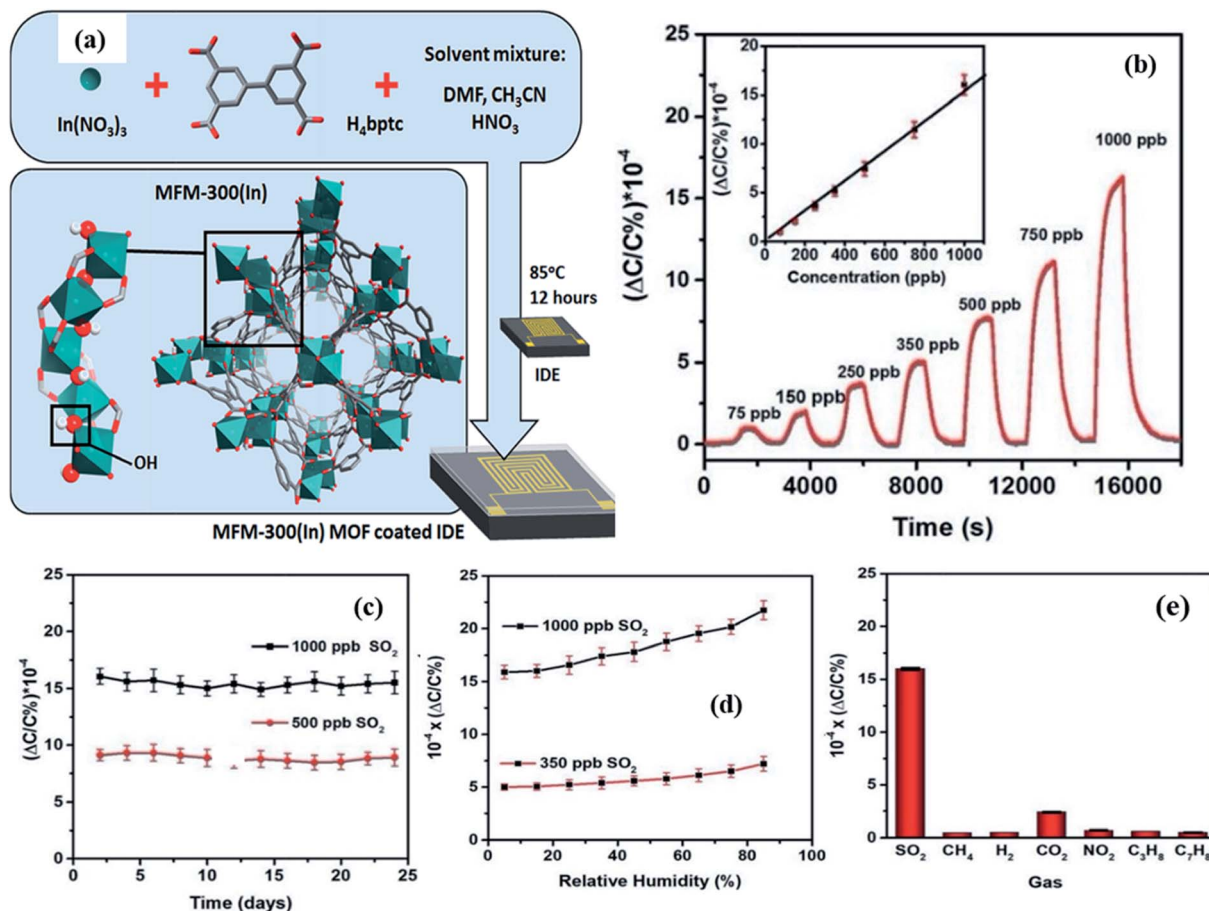 (a)
In(NO₃)₃
+
H₄bptc
+
Solvent mixture:
DMF, CH₃CN
HNO₃
MFM-300(In)
OH
85°C
12 hours
IDE
MFM-300(In) MOF coated IDE
(b)
(ΔC/C%)*10⁻⁴
25
20
15
10
5
0
0 4000 8000 12000 16000
Time (s)
75 ppb
150 ppb
250 ppb
350 ppb
500 ppb
750 ppb
1000 ppb
(ΔC/C%)*10⁻⁴
20
15
10
5
0
0 200 400 600 800 1000
Concentration (ppb)
(c)
(ΔC/C%)*10⁻⁴
25
20
15
10
5
0
1000 ppb SO₂
500 ppb SO₂
0 5 10 15 20 25
Time (days)
(d)
10⁻⁴ x (ΔC/C%)
25
20
15
10
5
0
1000 ppb SO₂
350 ppb SO₂
0 20 40 60 80 100
Relative Humidity (%)
(e)
10⁻⁴ x (ΔC/C%)
25
20
15
10
5
0
SO₂ CH₄ H₂ CO₂ NO₂ C₃H₈ C₇H₈
Gas